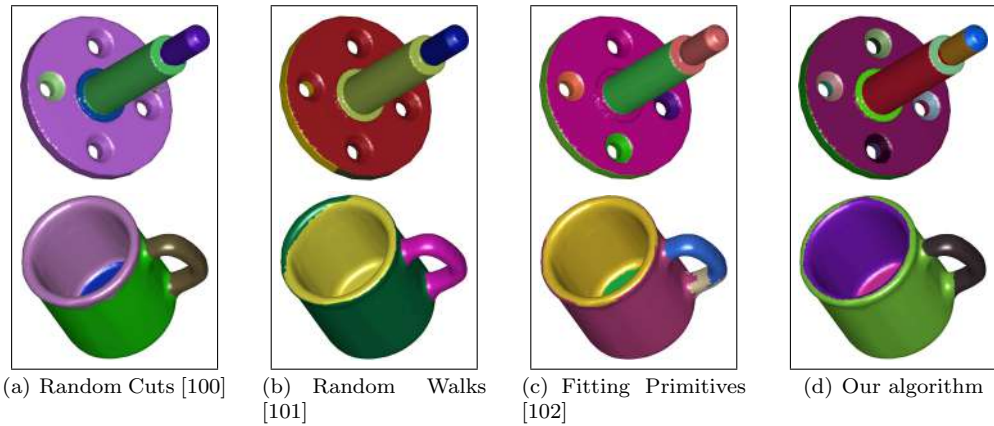 (a) Random Cuts [100]
(b) Random Walks
[101]
(c) Fitting Primitives
[102]
(d) Our algorithm